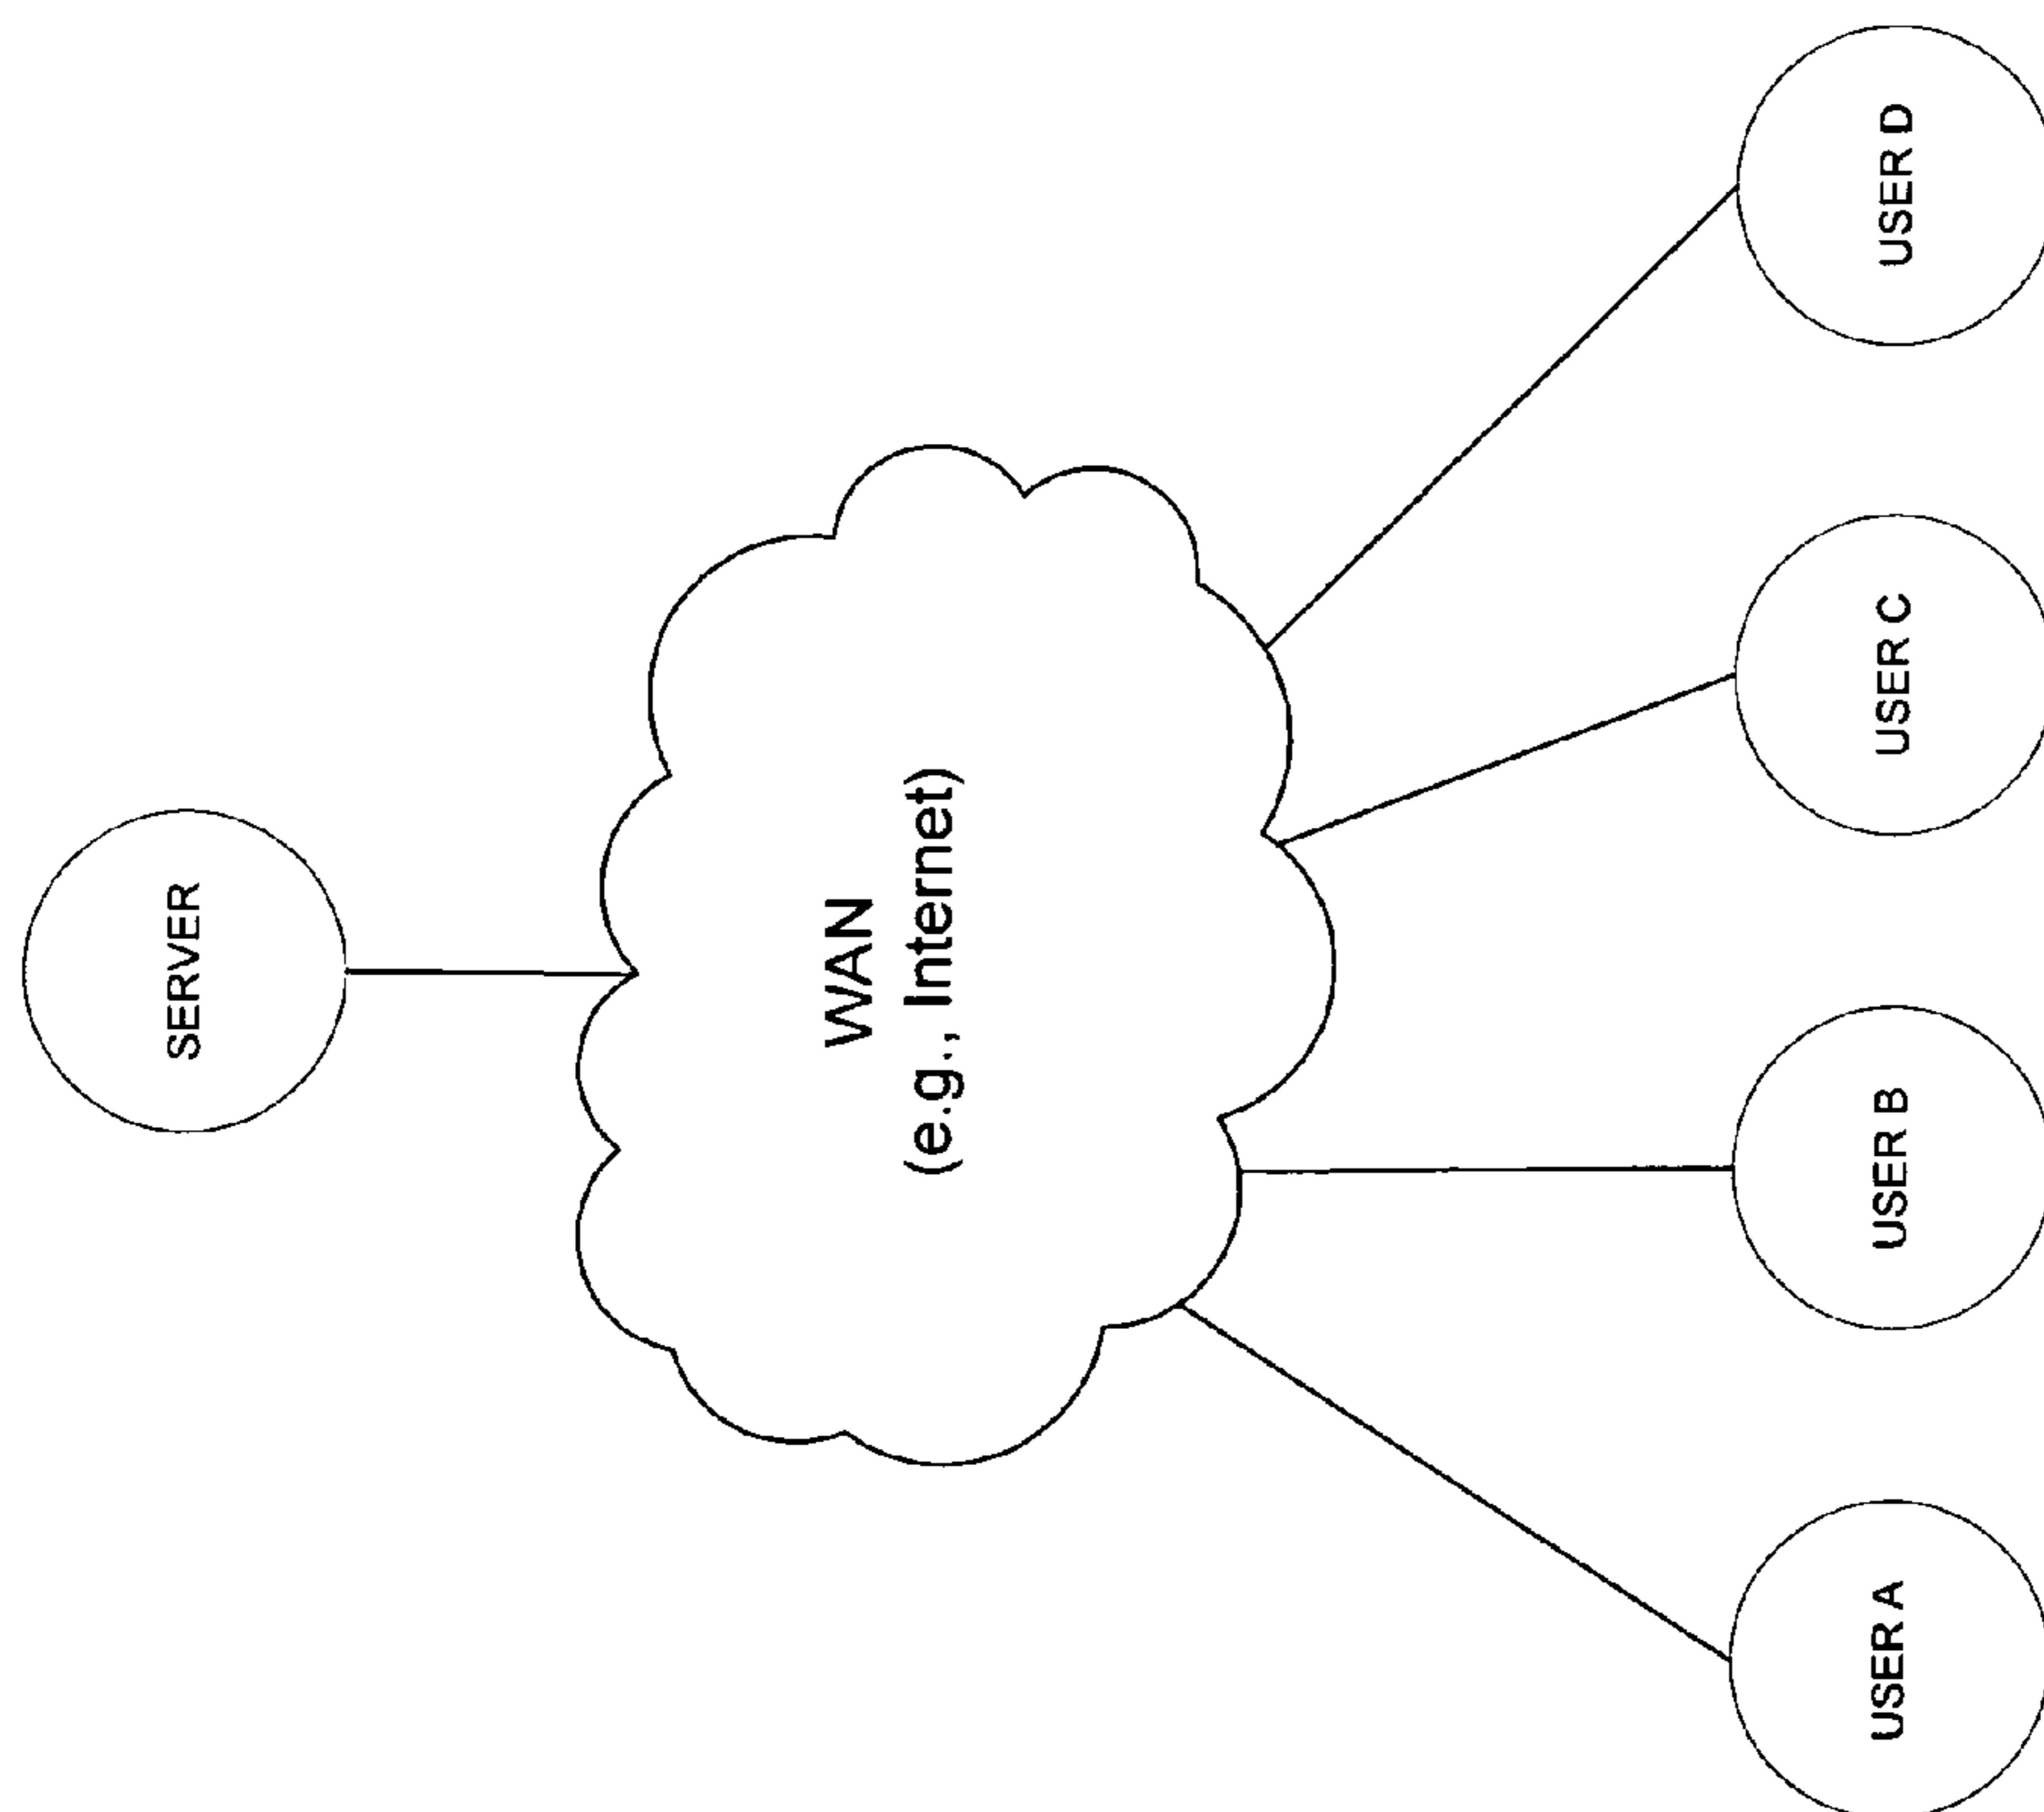 SERVER
WAN
(e.g., Internet)
USER A
USER B
USER C
USER D